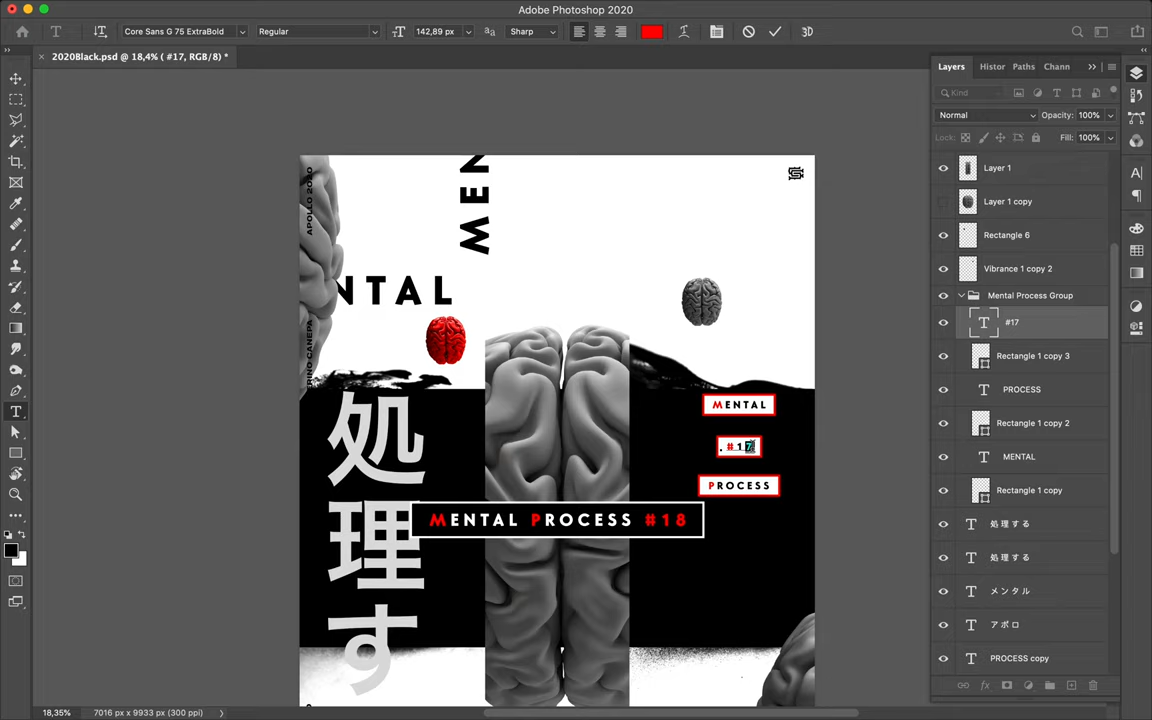 Adobe Photoshop 2020
Core Sans G 75 ExtraBold
Regular
142,89 px
Sharp
3D
2020Black.psd @ 18,4% ( #17, RGB/8) *
Layers
Histor
Paths
Chann
Kind
Normal
Opacity: 100%
Lock:
Fill: 100%
Layer 1
Layer 1 copy
Rectangle 6
Vibrance 1 copy 2
Mental Process Group
#17
Rectangle 1 copy 3
PROCESS
Rectangle 1 copy 2
MENTAL
Rectangle 1 copy
処理する
処理する
メンタル
アポロ
PROCESS copy
APOLLO 2020
MEN
NTAL
INO CANEPA
処理す
MENTAL
. #17
PROCESS
MENTAL PROCESS #18
18,35%
7016 px x 9933 px (300 ppi)